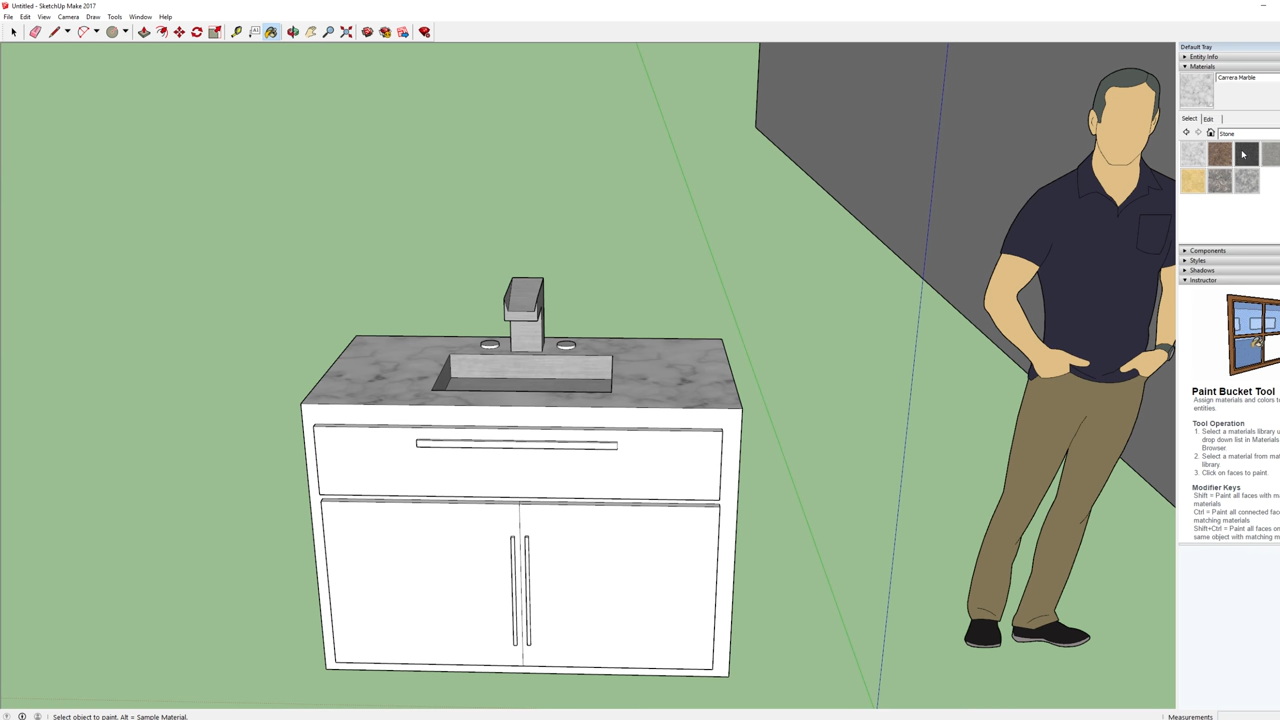 Untitled - SketchUp Make 2017
File Edit View Camera Draw Tools Window Help
Default Tray
Entity Info
Materials
Carrera Marble
Select Edit
Stone
Components
Styles
Shadows
Instructor
Paint Bucket Tool
Assign materials and colors to
entities.
Tool Operation
1. Select a materials library u
drop down list in Materials
Browser.
2. Select a material from mat
library.
3. Click on faces to paint.
Modifier Keys
Shift = Paint all faces with m
materials
Ctrl = Paint all connected fac
matching materials
Shift+Ctrl = Paint all faces on
same object with matching m
Select object to paint. Alt = Sample Material.
Measurements